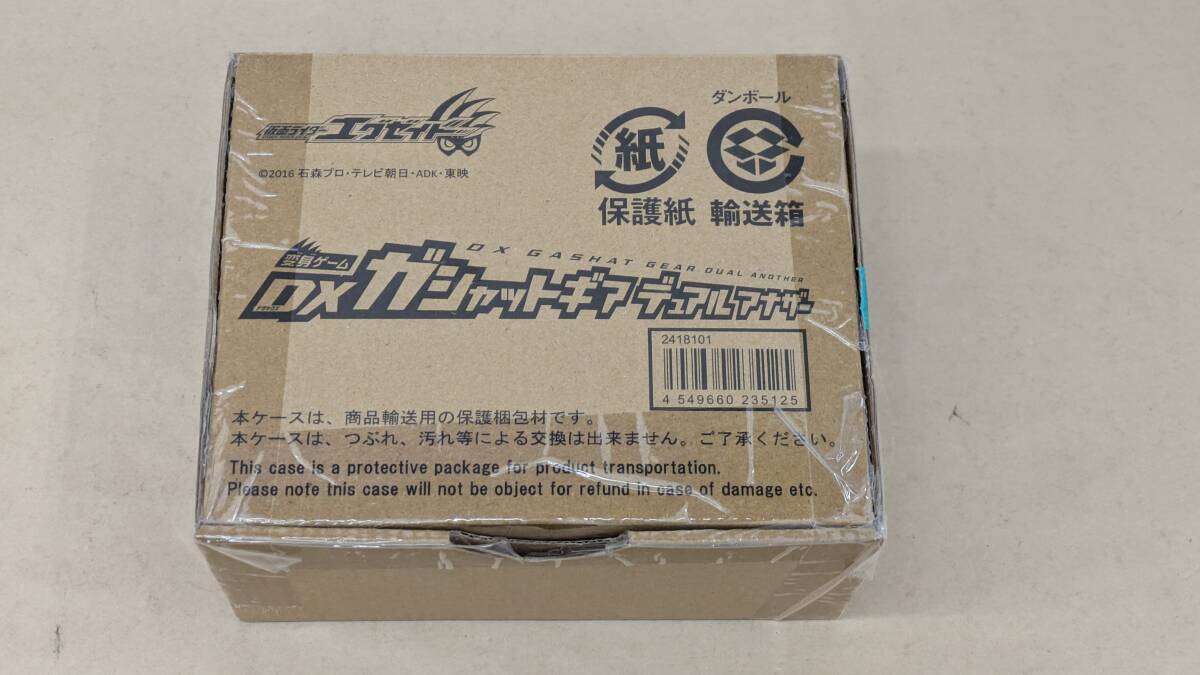 仮面ライダー
エグゼイド
©2016 石森プロ・テレビ朝日・ADK・東映
ダンボール
紙
保護紙 輸送箱
DX GASHAT GEAR DUAL ANOTHER
変身ゲーム
DXガシャットギア デュアル アナザー
デラックス
2418101
4 549660 235125
本ケースは、商品輸送用の保護梱包材です。
本ケースは、つぶれ、汚れ等による交換は出来ません。ご了承ください。
This case is a protective package for product transportation.
Please note this case will not be object for refund in case of damage etc.